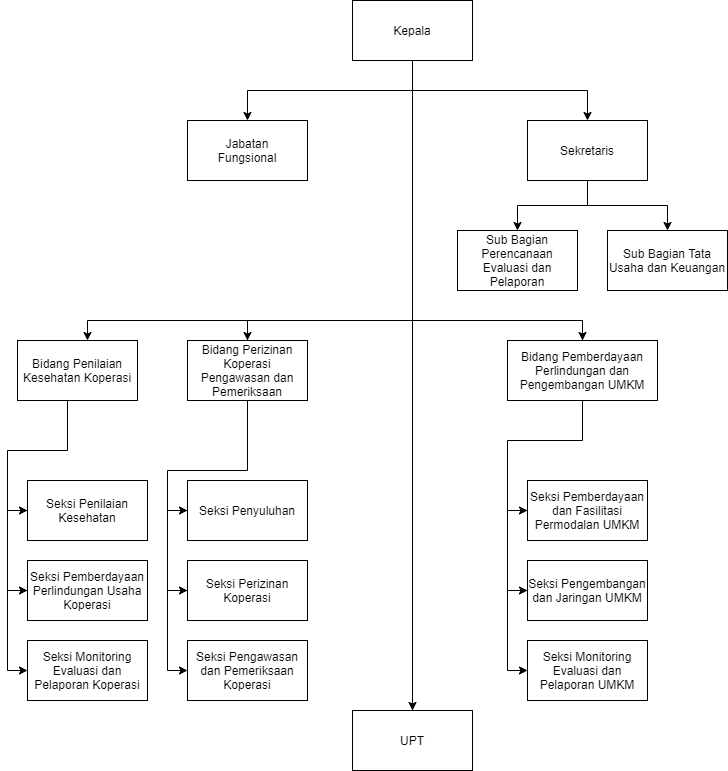 Kepala
Jabatan
Fungsional
Sekretaris
Sub Bagian
Perencanaan
Evaluasi dan
Pelaporan
Sub Bagian Tata
Usaha dan Keuangan
Bidang Penilaian
Kesehatan Koperasi
Bidang Perizinan
Koperasi
Pengawasan dan
Pemeriksaan
Bidang Pemberdayaan
Perlindungan dan
Pengembangan UMKM
Seksi Penilaian
Kesehatan
Seksi Penyuluhan
Seksi Pemberdayaan
dan Fasilitasi
Permodalan UMKM
Seksi Pemberdayaan
Perlindungan Usaha
Koperasi
Seksi Perizinan
Koperasi
Seksi Pengembangan
dan Jaringan UMKM
Seksi Monitoring
Evaluasi dan
Pelaporan Koperasi
Seksi Pengawasan
dan Pemeriksaan
Koperasi
Seksi Monitoring
Evaluasi dan
Pelaporan UMKM
UPT